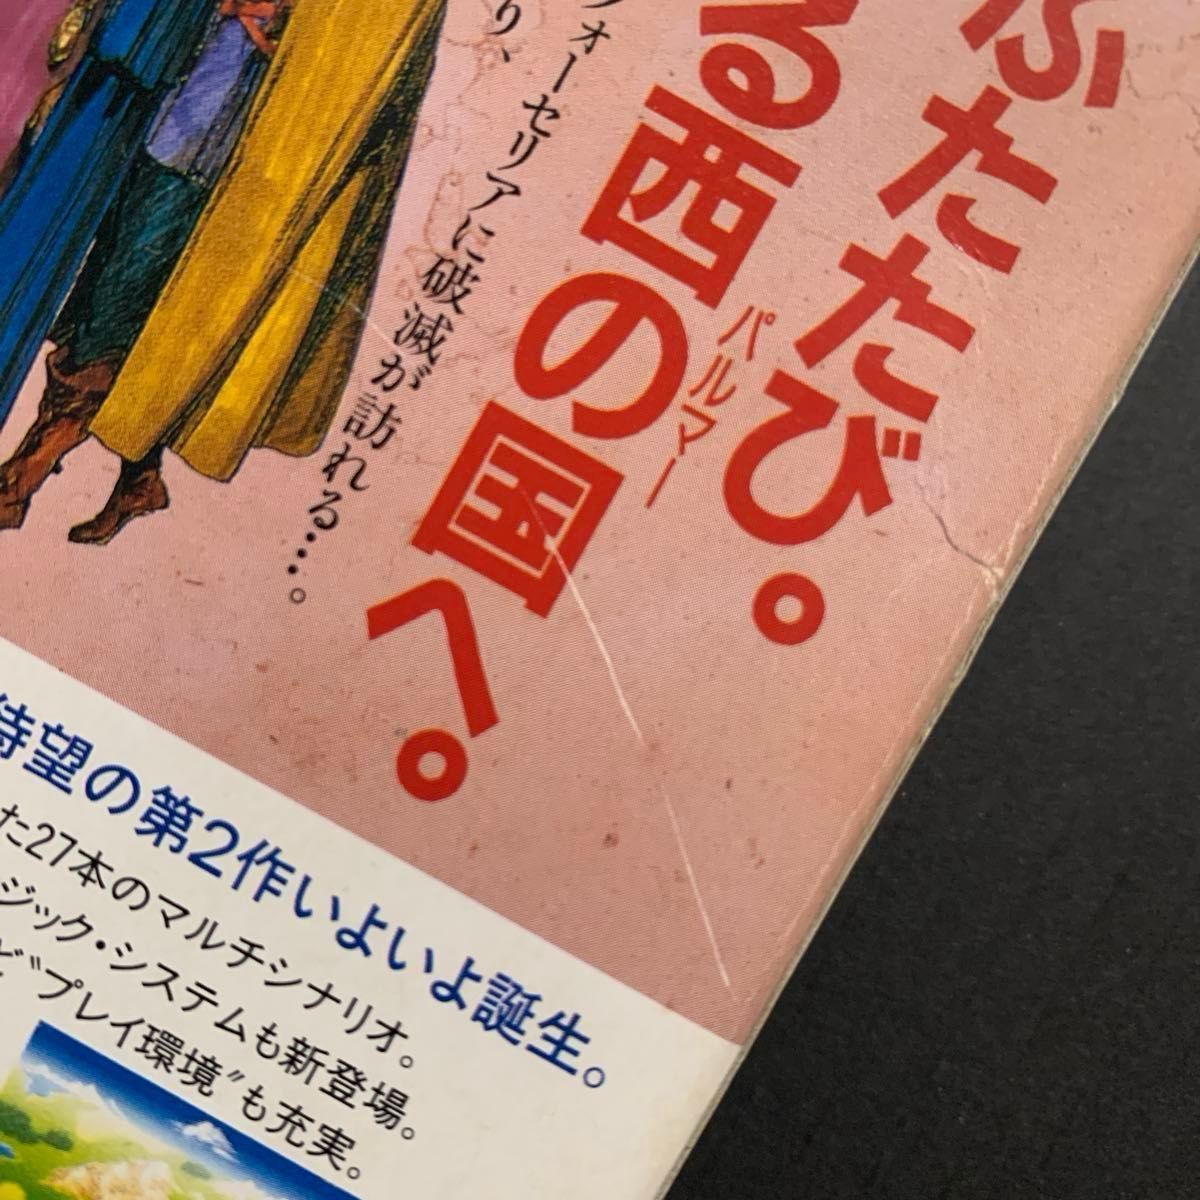 ふたたび。
る西の国へ。
パルマー
フォーセリアに破滅が訪れる…。
り、
待望の第2作いよいよ誕生。
た27本のマルチシナリオ。
ジック・システムも新登場。
ど〝プレイ環境〟も充実。